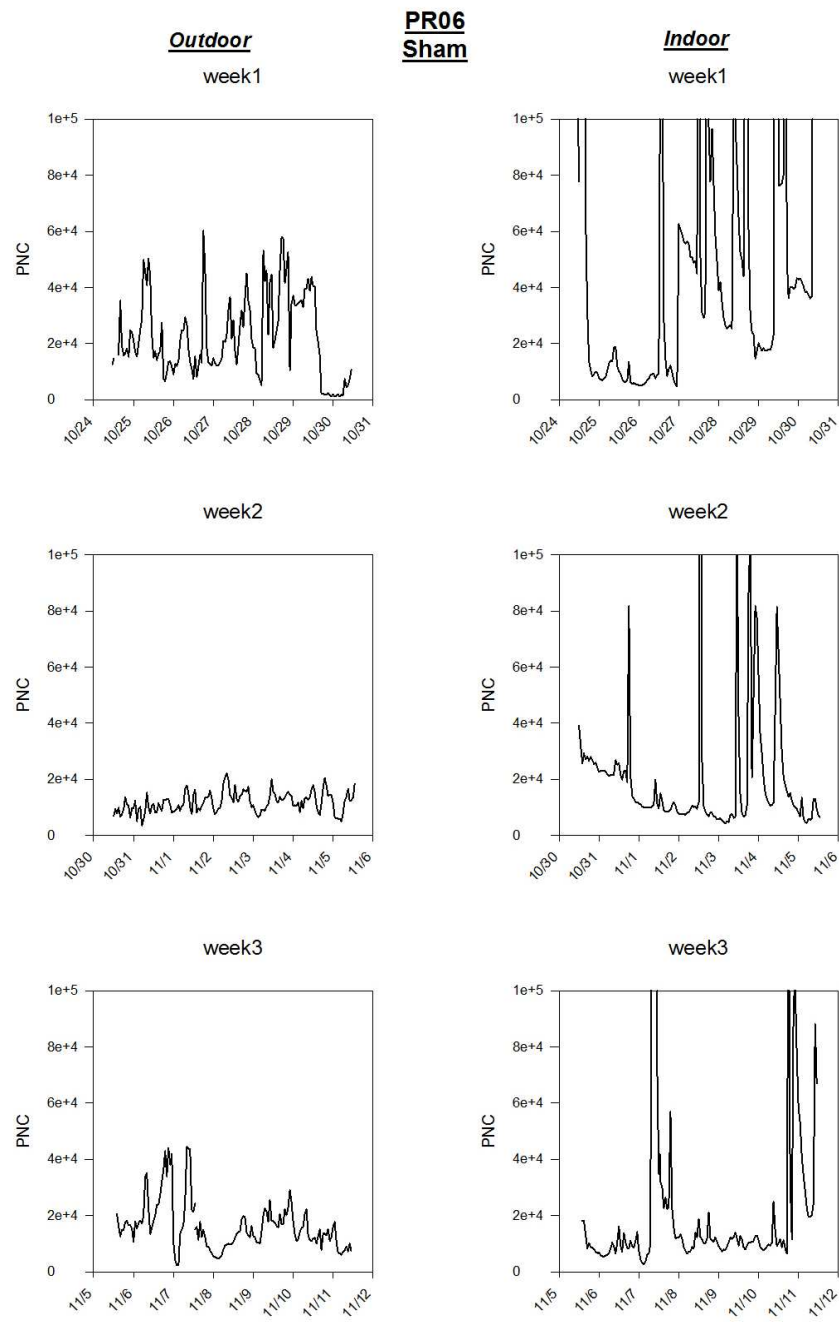 PR06
Sham
Outdoor
Indoor
week1
week1
1e+5
8e+4
6e+4
4e+4
2e+4
0
PNC
10/24
10/25
10/26
10/27
10/28
10/29
10/30
10/31
1e+5
8e+4
6e+4
4e+4
2e+4
0
PNC
10/24
10/25
10/26
10/27
10/28
10/29
10/30
10/31
week2
week2
1e+5
8e+4
6e+4
4e+4
2e+4
0
PNC
10/30
10/31
11/1
11/2
11/3
11/4
11/5
11/6
1e+5
8e+4
6e+4
4e+4
2e+4
0
PNC
10/30
10/31
11/1
11/2
11/3
11/4
11/5
11/6
week3
week3
1e+5
8e+4
6e+4
4e+4
2e+4
0
PNC
11/5
11/6
11/7
11/8
11/9
11/10
11/11
11/12
1e+5
8e+4
6e+4
4e+4
2e+4
0
PNC
11/5
11/6
11/7
11/8
11/9
11/10
11/11
11/12